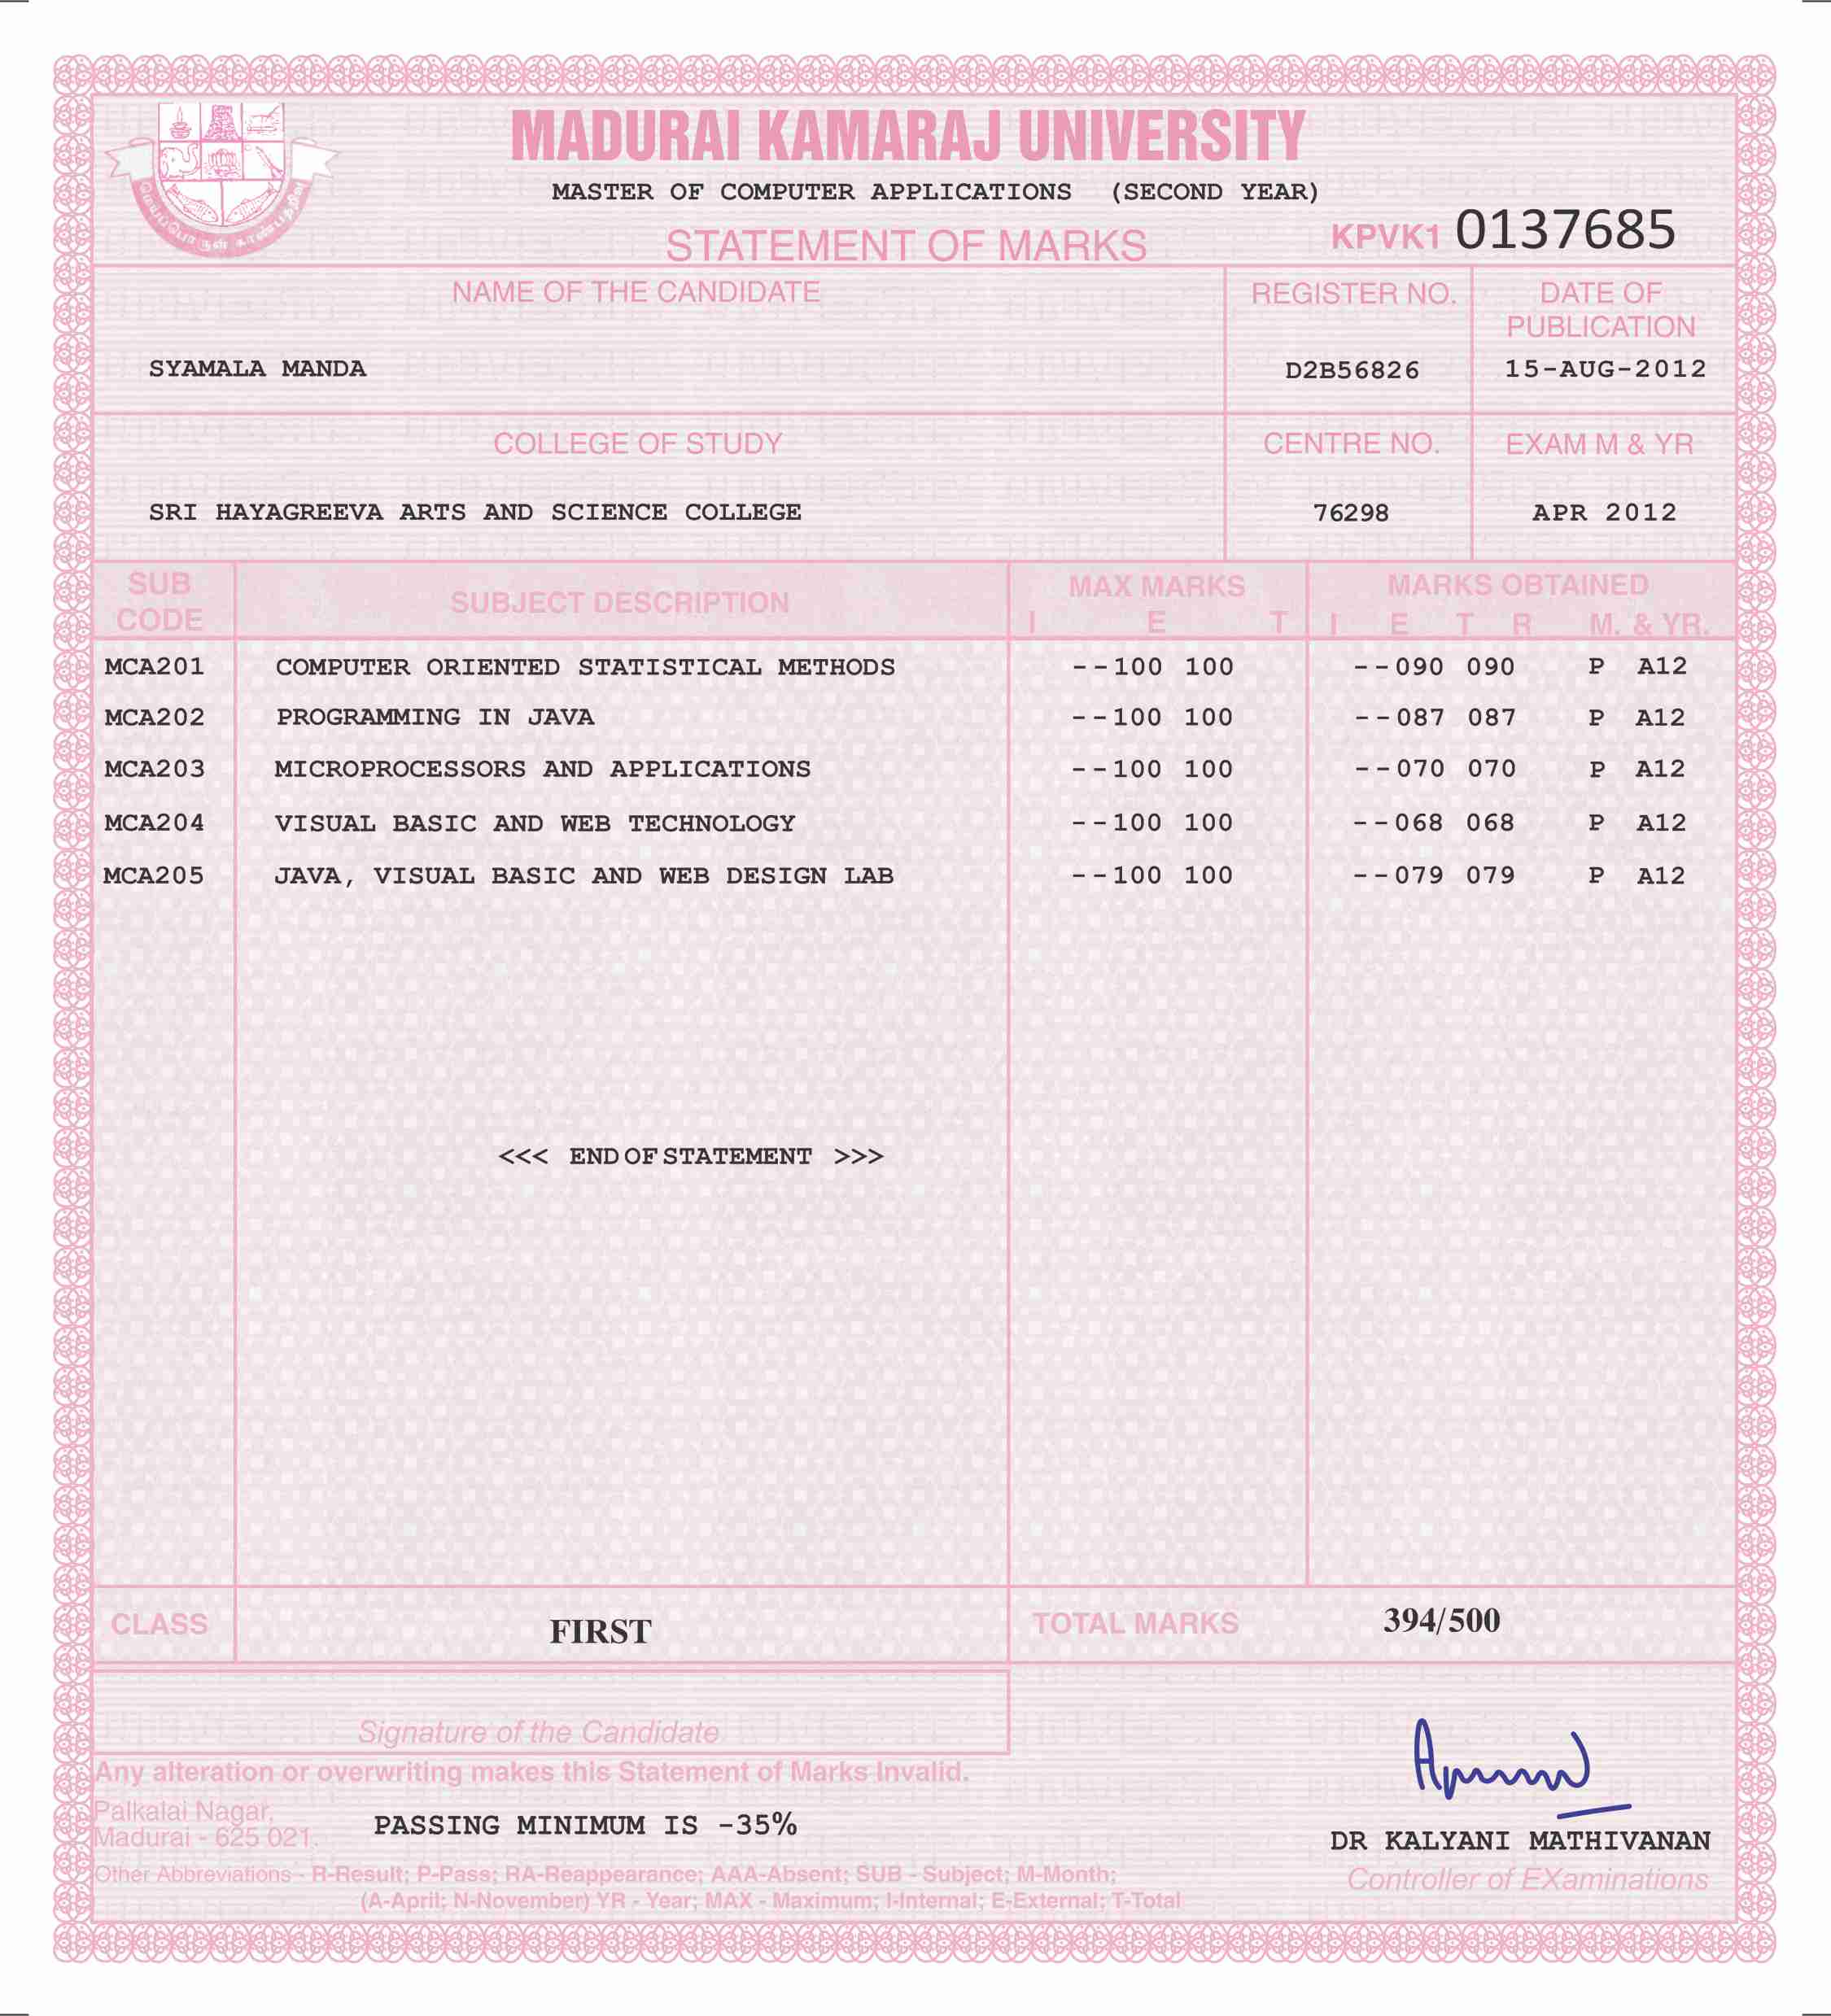 MADURAI KAMARAJ UNIVERSITY
MASTER OF COMPUTER APPLICATIONS (SECOND YEAR)
STATEMENT OF MARKS
KPVK1 0137685
NAME OF THE CANDIDATE REGISTER NO. DATE OF
PUBLICATION
SYAMALA MANDA D2B56826 15-AUG-2012
COLLEGE OF STUDY CENTRE NO. EXAM M & YR
SRI HAYAGREEVA ARTS AND SCIENCE COLLEGE 76298 APR 2012
SUB SUBJECT DESCRIPTION MAX MARKS MARKS OBTAINED
CODE I E T I E T R M. & YR.
MCA201 COMPUTER ORIENTED STATISTICAL METHODS --100 100 --090 090 P A12
MCA202 PROGRAMMING IN JAVA --100 100 --087 087 P A12
MCA203 MICROPROCESSORS AND APPLICATIONS --100 100 --070 070 P A12
MCA204 VISUAL BASIC AND WEB TECHNOLOGY --100 100 --068 068 P A12
MCA205 JAVA, VISUAL BASIC AND WEB DESIGN LAB --100 100 --079 079 P A12
<<< END OF STATEMENT >>>
CLASS FIRST TOTAL MARKS 394/500
Signature of the Candidate
Any alteration or overwriting makes this Statement of Marks Invalid.
Palkalai Nagar,
Madurai - 625 021.
PASSING MINIMUM IS -35%
DR KALYANI MATHIVANAN
Controller of EXaminations
Other Abbreviations - R-Result; P-Pass; RA-Reappearance; AAA-Absent; SUB - Subject; M-Month;
(A-April; N-November) YR - Year; MAX - Maximum; I-Internal; E-External; T-Total